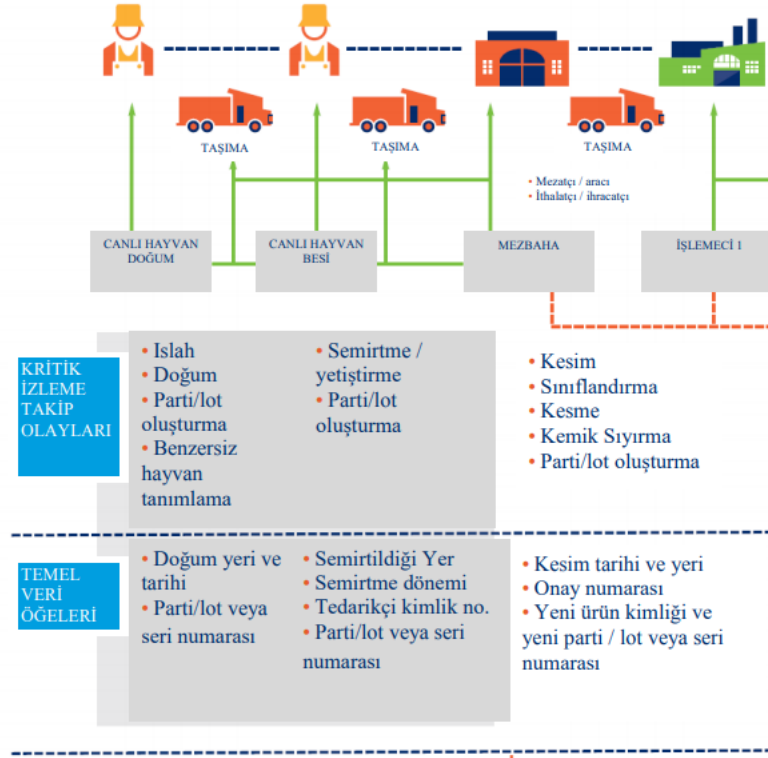 TAŞIMA
TAŞIMA
TAŞIMA
• Mezatçı / aracı
• İthalatçı / ihracatçı
CANLI HAYVAN
DOĞUM
CANLI HAYVAN
BESİ
MEZBAHA
İŞLEMECİ 1
KRİTİK
İZLEME
TAKİP
OLAYLARI
• Islah
• Doğum
• Parti/lot
oluşturma
• Benzersiz
hayvan
tanımlama
• Semirtme /
yetiştirme
• Parti/lot
oluşturma
• Kesim
• Sınıflandırma
• Kesme
• Kemik Sıyırma
• Parti/lot oluşturma
TEMEL
VERİ
ÖĞELERİ
• Doğum yeri ve
tarihi
• Parti/lot veya
seri numarası
• Semirtildiği Yer
• Semirtme dönemi
• Tedarikçi kimlik no.
• Parti/lot veya seri
numarası
• Kesim tarihi ve yeri
• Onay numarası
• Yeni ürün kimliği ve
yeni parti / lot veya seri
numarası